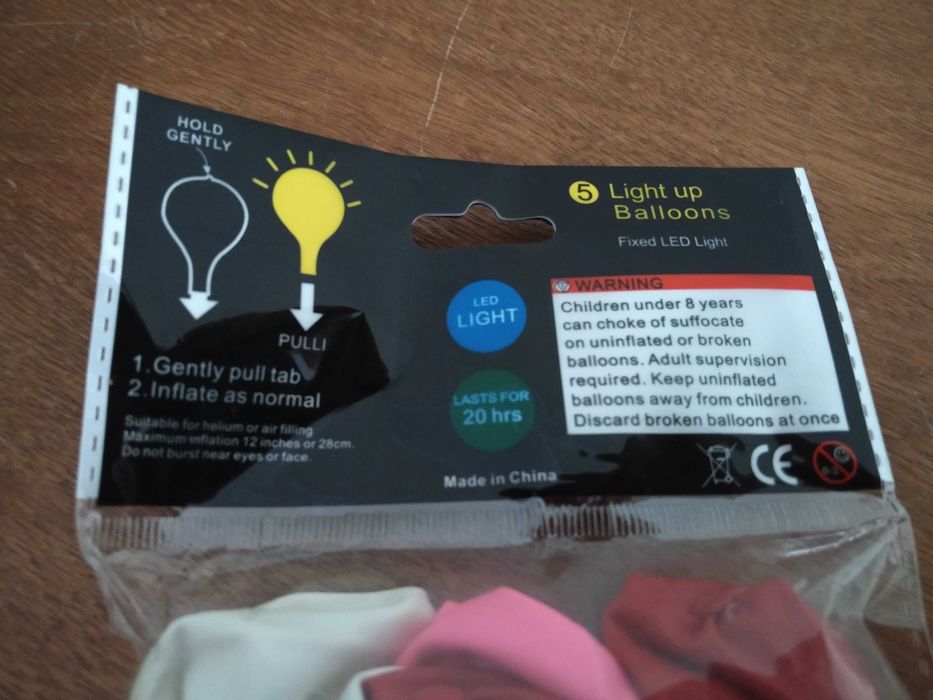 HOLD
GENTLY
PULLI
1.Gently pull tab
2.Inflate as normal
Suitable for helium or air filling
Maximum inflation 12 inches or 28cm.
Do not burst near eyes or face.
LED
LIGHT
LASTS FOR
20 hrs
Made in China
5 Light up
Balloons
Fixed LED Light
WARNING
Children under 8 years
can choke of suffocate
on uninflated or broken
balloons. Adult supervision
required. Keep uninflated
balloons away from children.
Discard broken balloons at once
CE
0-3